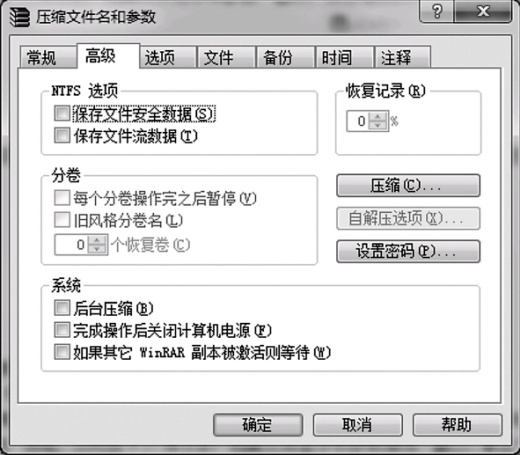 压缩文件名和参数
常规 高级 选项 文件 备份 时间 注释
NTFS 选项
保存文件安全数据(S)
保存文件流数据(T)
恢复记录(R)
0 %
分卷
每个分卷操作完之后暂停(V)
旧风格分卷名(L)
0 个恢复卷(C)
压缩(C)...
自解压选项(X)...
设置密码(P)...
系统
后台压缩(B)
完成操作后关闭计算机电源(F)
如果其它 WinRAR 副本被激活则等待(W)
确定 取消 帮助